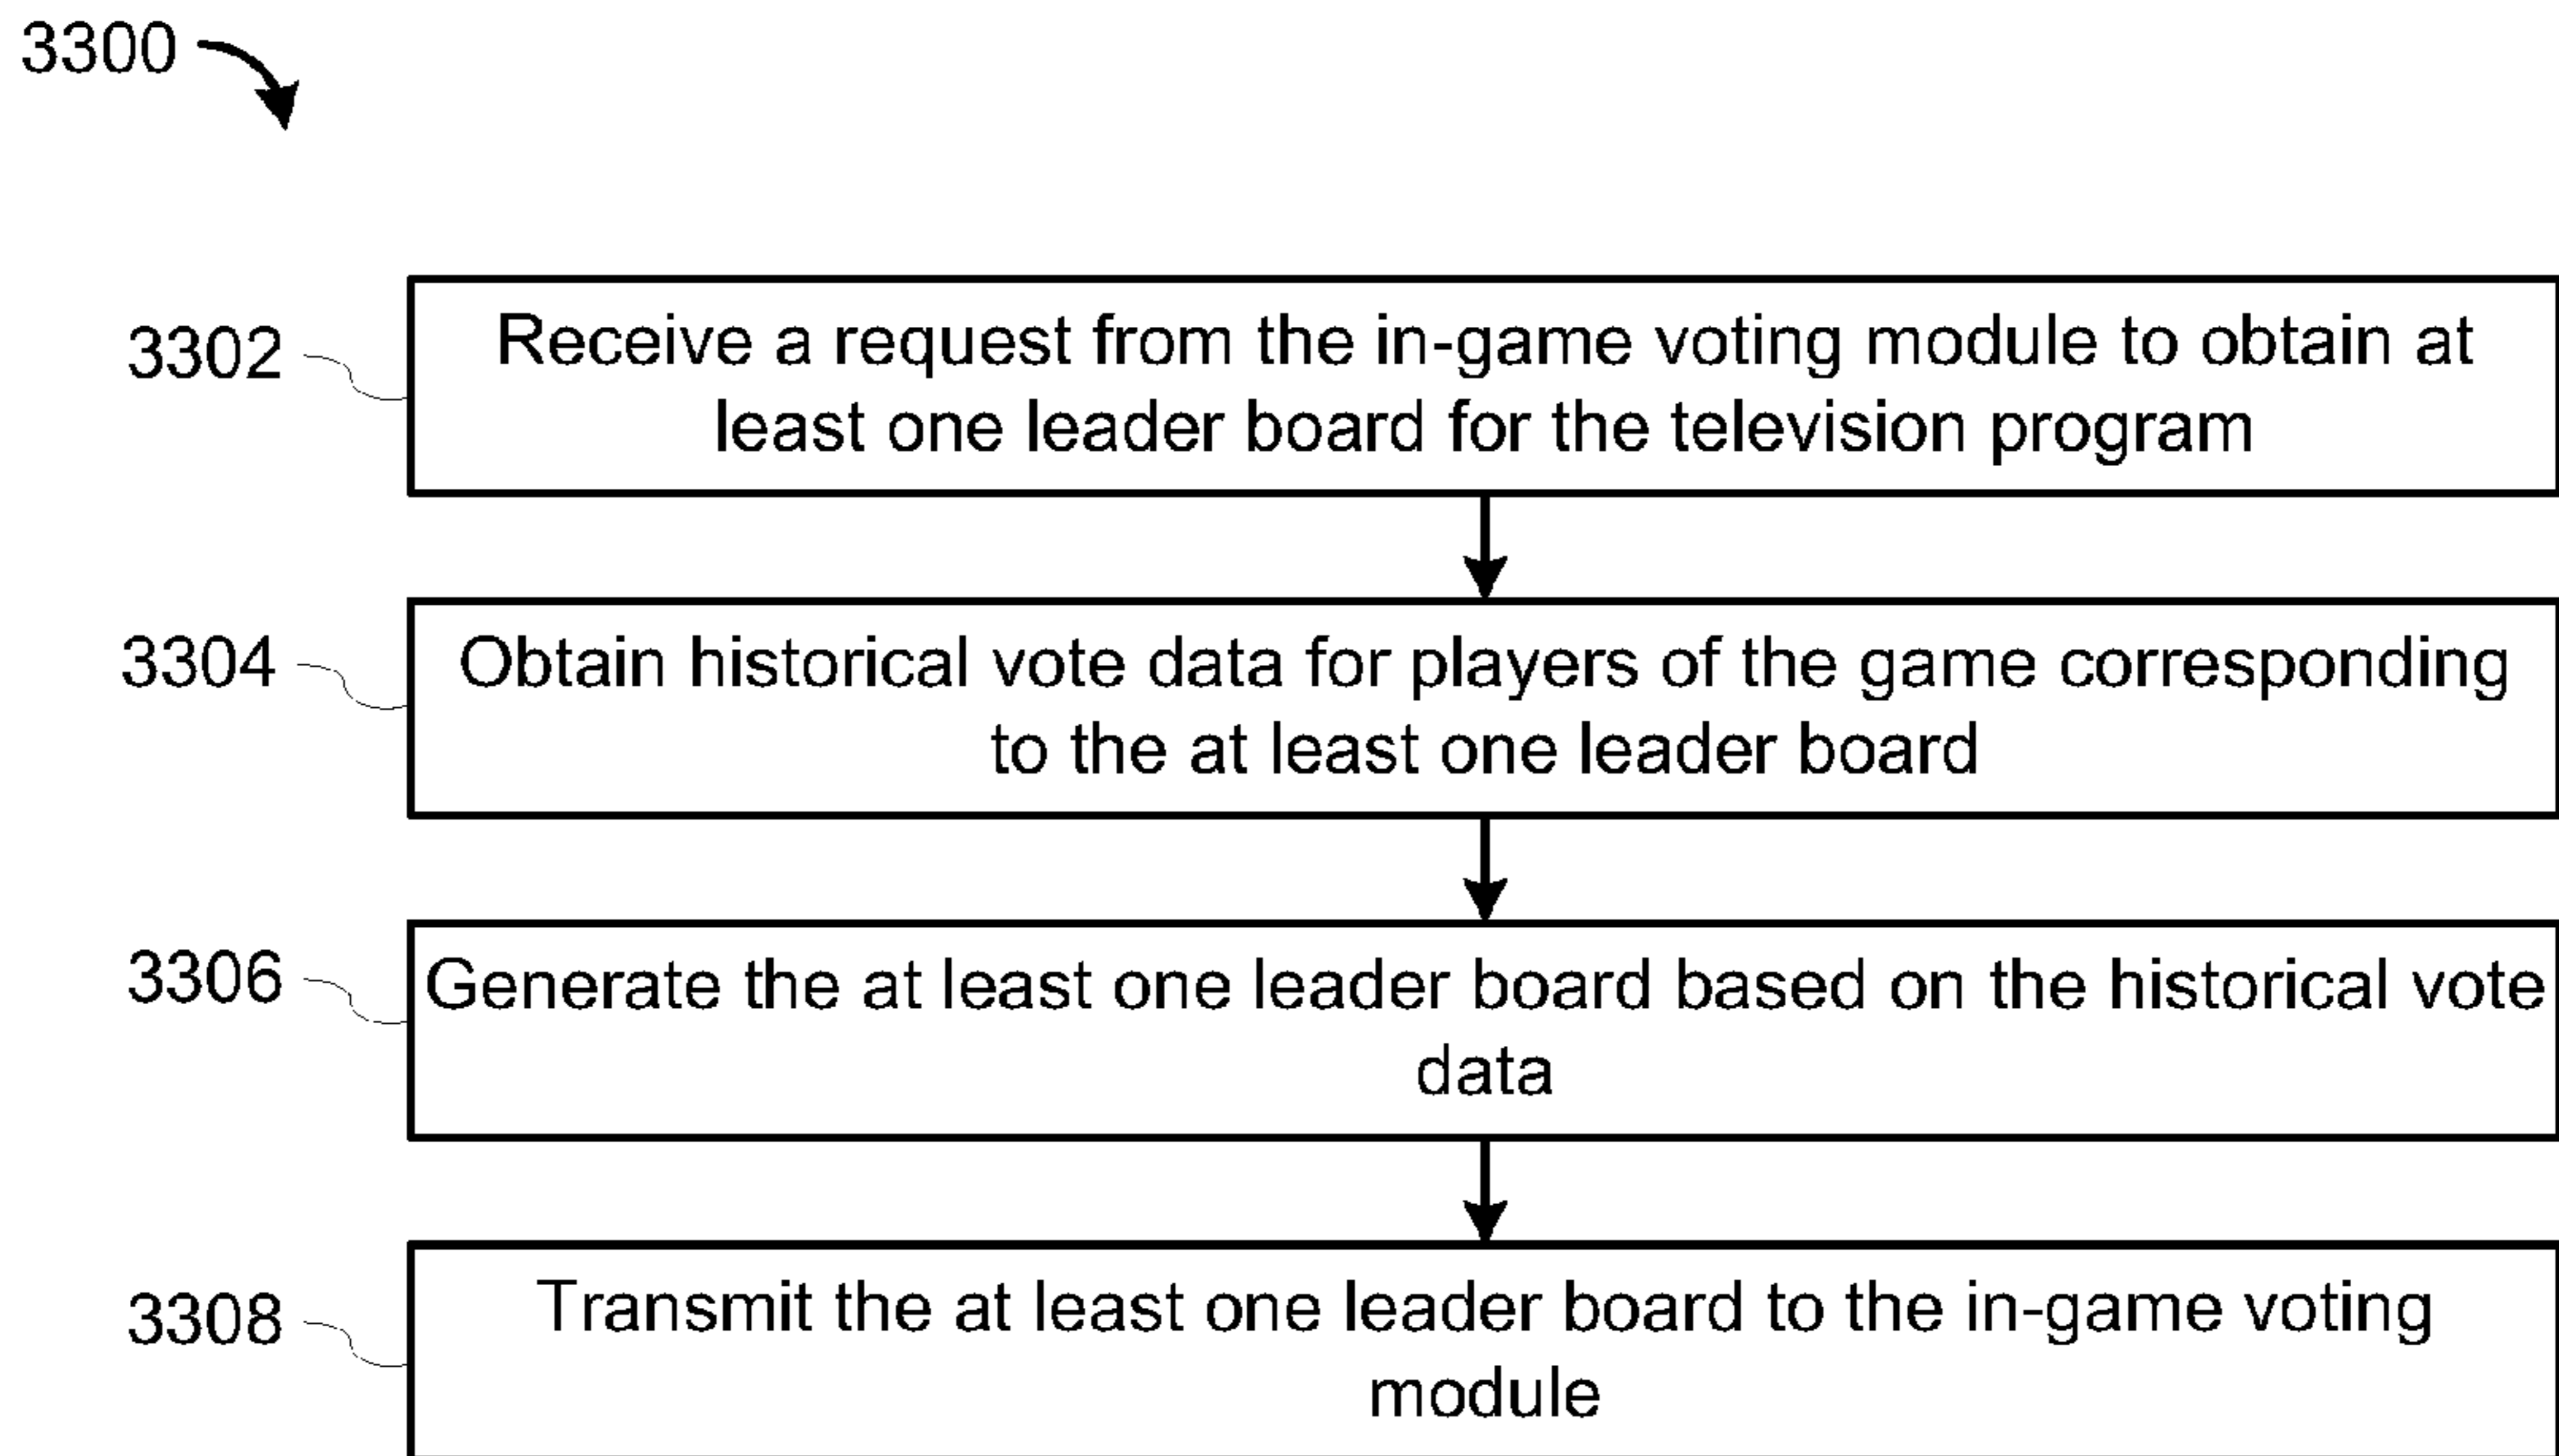 3300
3302
Receive a request from the in-game voting module to obtain at
least one leader board for the television program
3304
Obtain historical vote data for players of the game corresponding
to the at least one leader board
3306
Generate the at least one leader board based on the historical vote
data
3308
Transmit the at least one leader board to the in-game voting
module